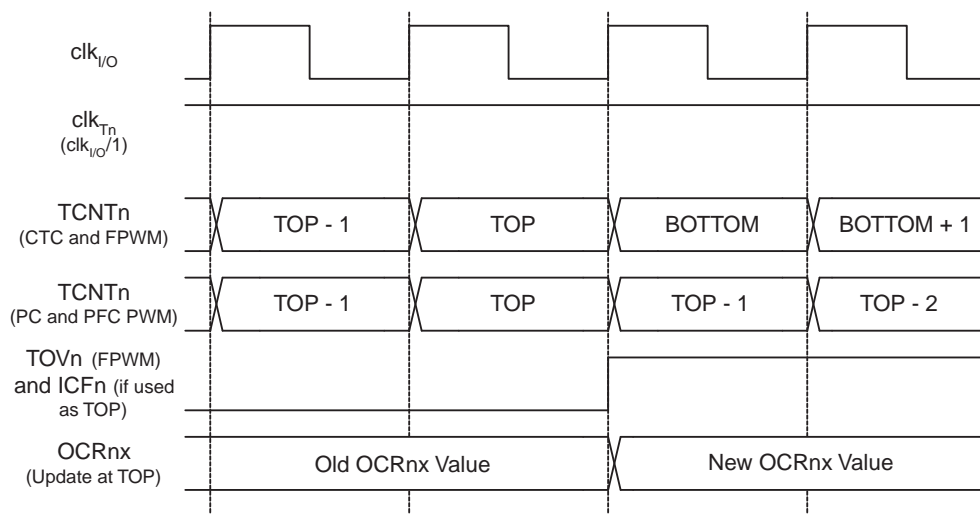 clkI/O
clkTn
(clkI/O/1)
TCNTn
(CTC and FPWM)
TOP - 1
TOP
BOTTOM
BOTTOM + 1
TCNTn
(PC and PFC PWM)
TOP - 1
TOP
TOP - 1
TOP - 2
TOVn (FPWM)
and ICFn (if used
as TOP)
OCRnx
(Update at TOP)
Old OCRnx Value
New OCRnx Value